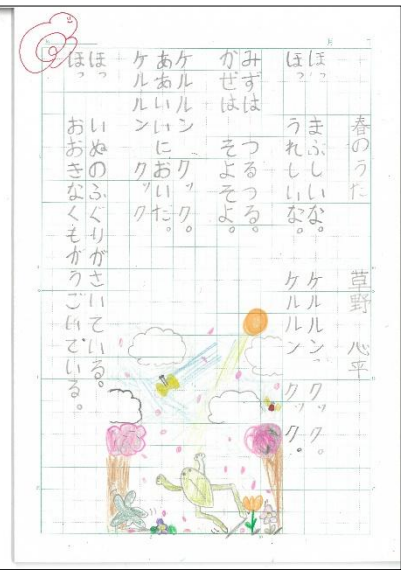 春のうた 草野 心平
ほっ まぶしいな。
ほっ うれしいな。
みずは つるつる。
かぜは そよそよ。
ケルルン クック。
ああいいにおいだ。
ケルルン クック
ほっ いぬのふぐりがさいている。
ほっ おおきなくもがうごいている。
ケルルン クック。
ケルルン クック。